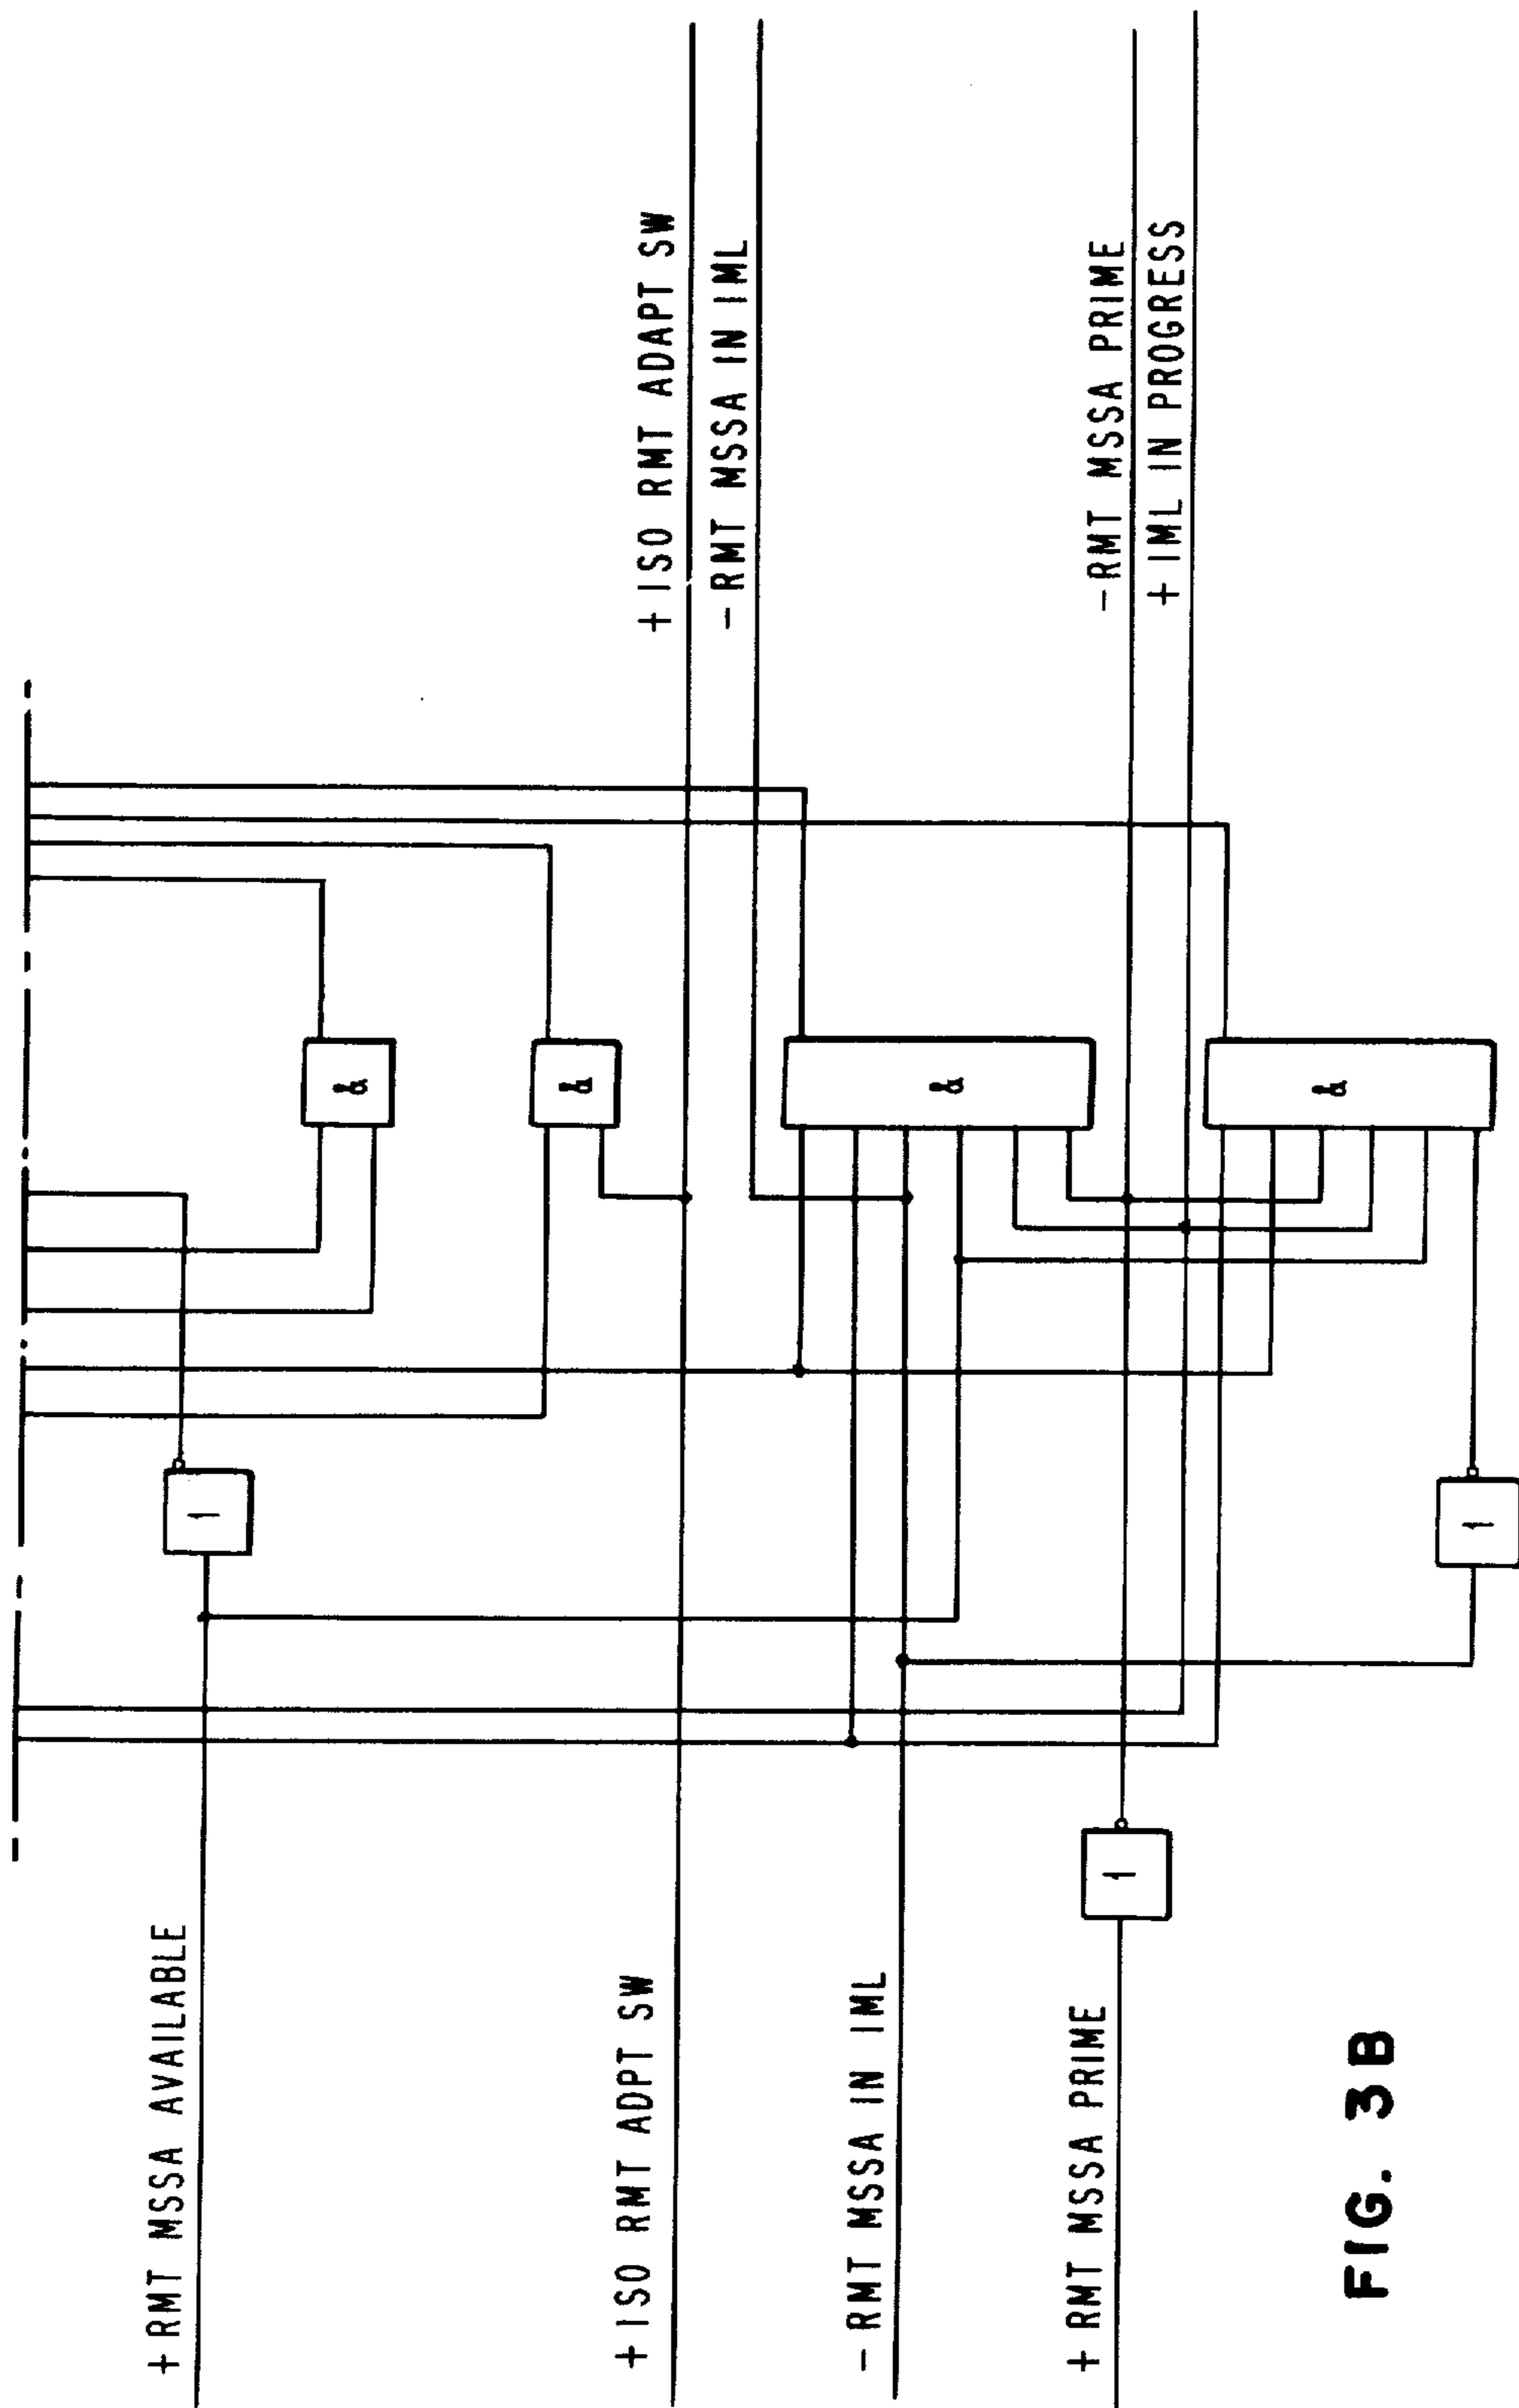 + RMT MSSA AVAILABLE
1
&
+ ISO RMT ADPT SW
&
+ ISO RMT ADAPT SW
- RMT MSSA IN IML
- RMT MSSA IN IML
&
+ RMT MSSA PRIME
1
- RMT MSSA PRIME
+ IML IN PROGRESS
&
1
FIG. 3B